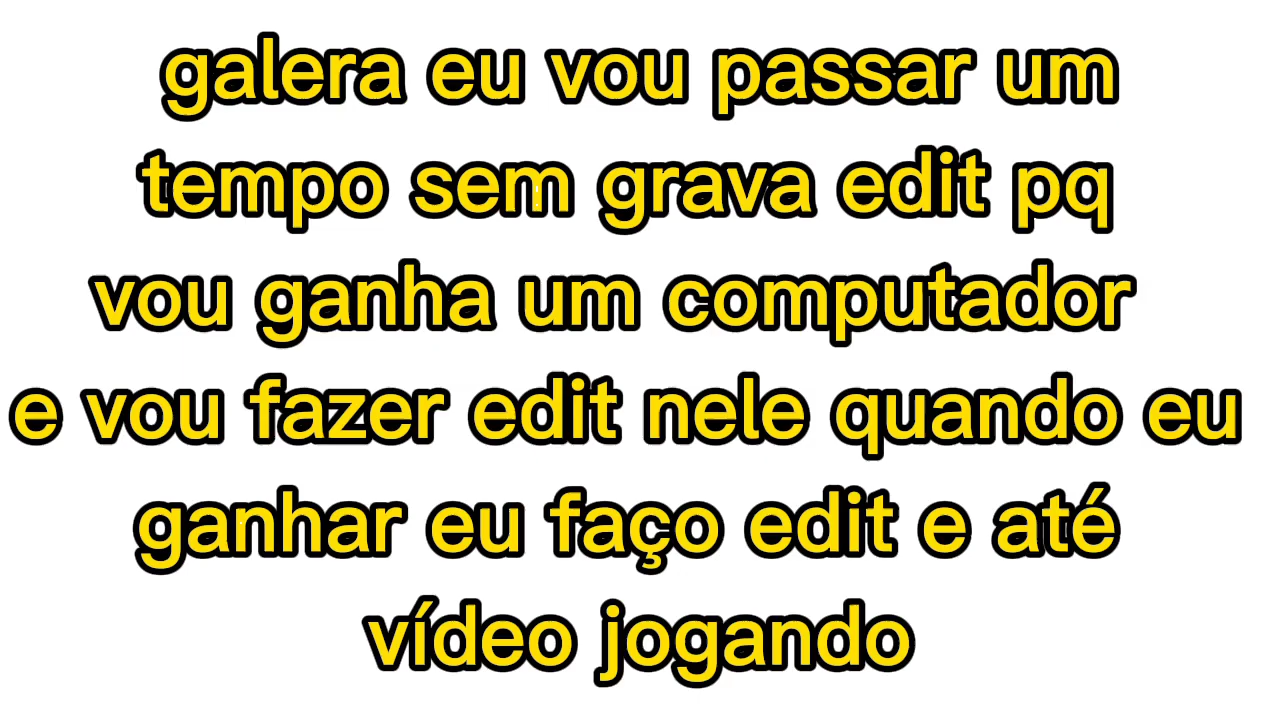 galera eu vou passar um
tempo sem grava edit pq
vou ganha um computador
e vou fazer edit nele quando eu
ganhar eu faço edit e até
vídeo jogando